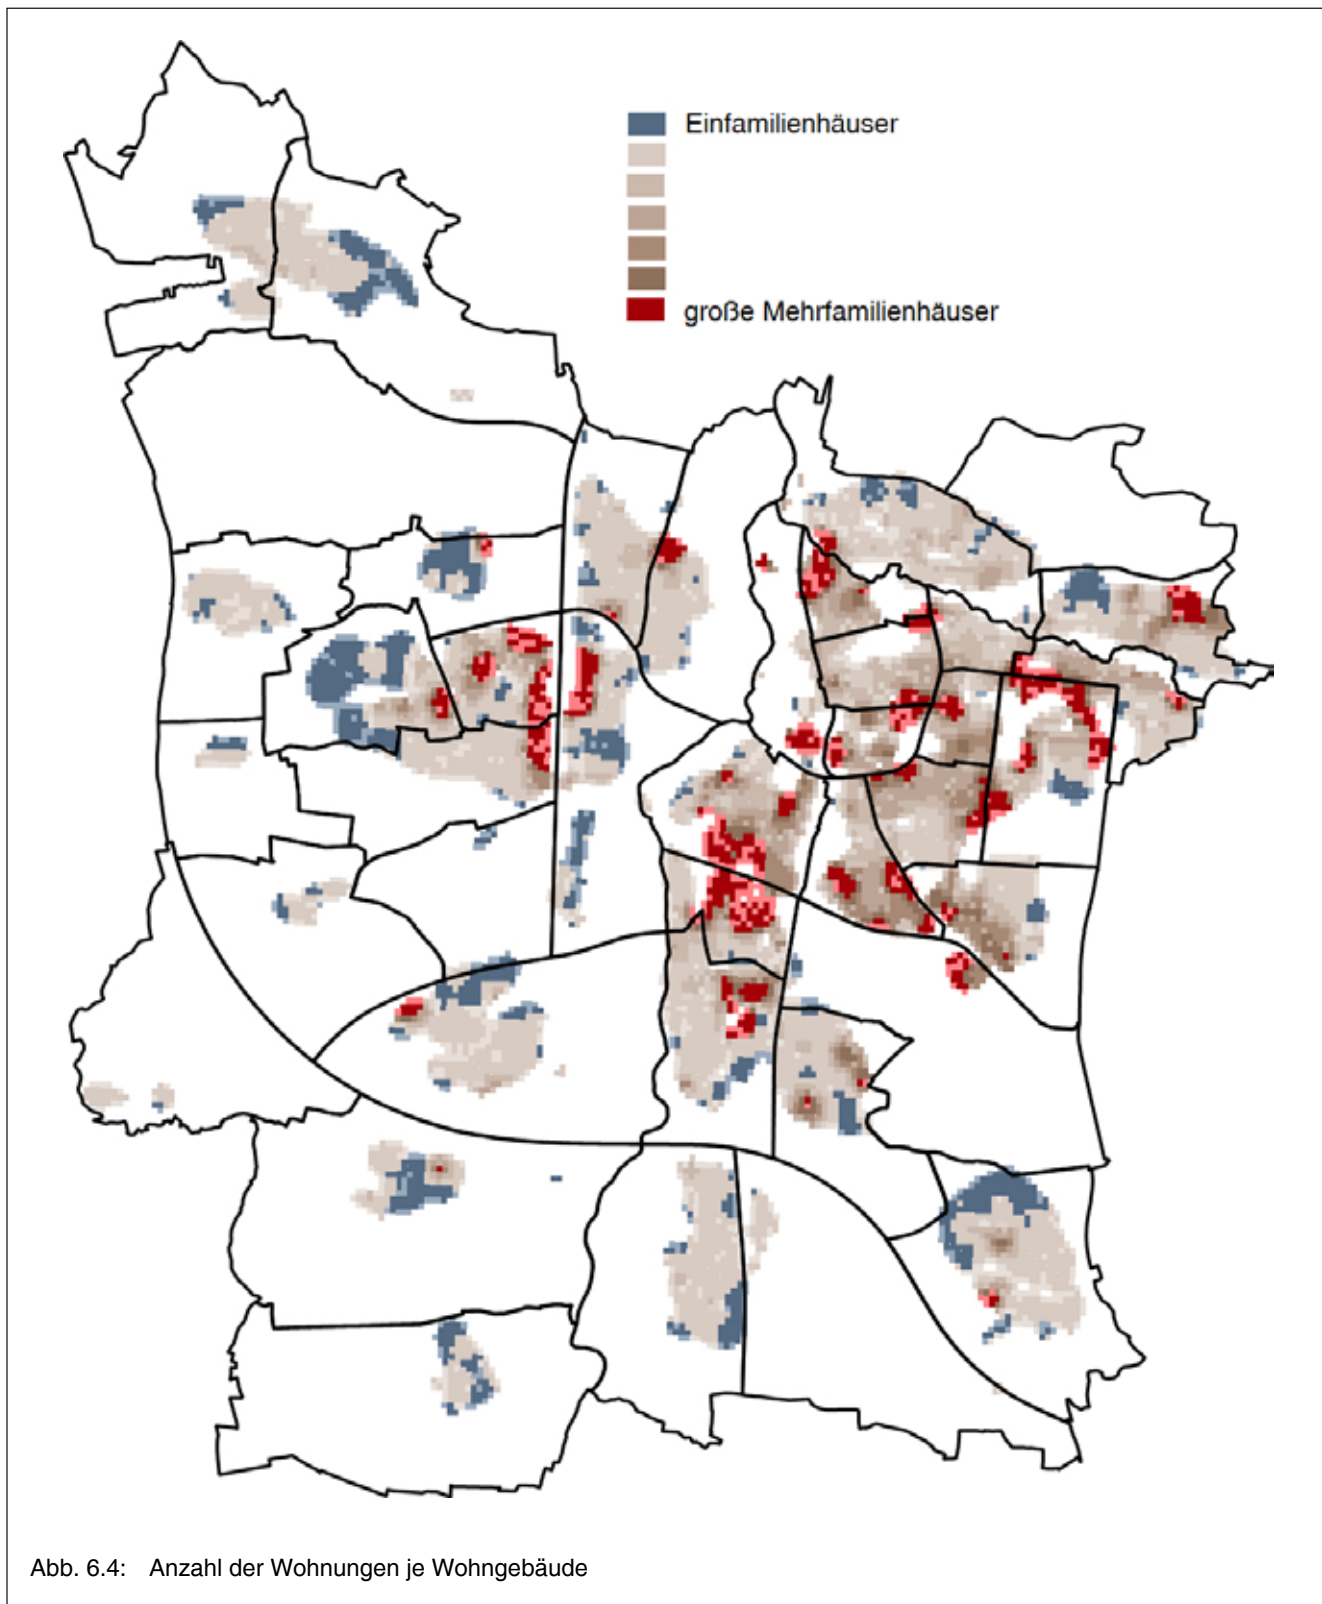 Einfamilienhäuser
große Mehrfamilienhäuser
Abb. 6.4: Anzahl der Wohnungen je Wohngebäude